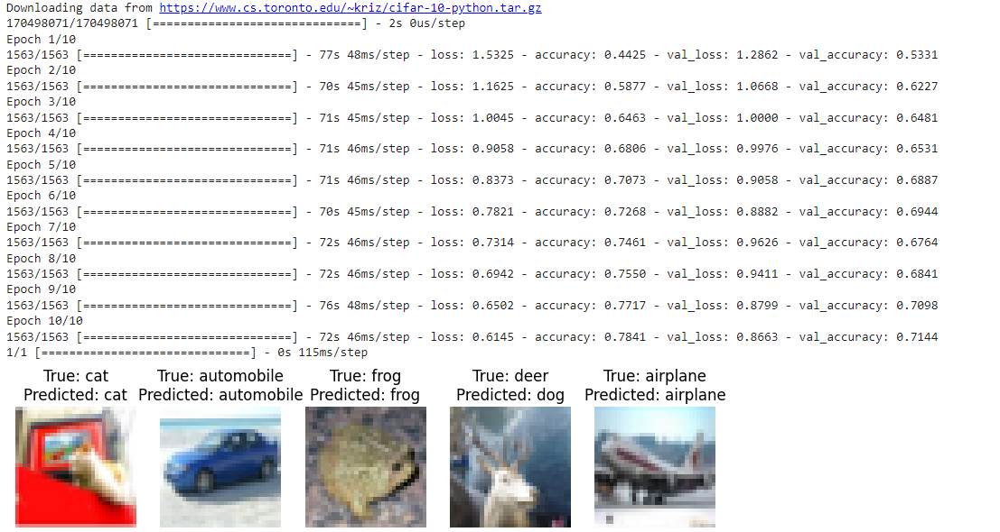 Downloading data from https://www.cs.toronto.edu/~kriz/cifar-10-python.tar.gz
170498071/170498071 [==============================] - 2s 0us/step
Epoch 1/10
1563/1563 [==============================] - 77s 48ms/step - loss: 1.5325 - accuracy: 0.4425 - val_loss: 1.2862 - val_accuracy: 0.5331
Epoch 2/10
1563/1563 [==============================] - 70s 45ms/step - loss: 1.1625 - accuracy: 0.5877 - val_loss: 1.0668 - val_accuracy: 0.6227
Epoch 3/10
1563/1563 [==============================] - 71s 45ms/step - loss: 1.0045 - accuracy: 0.6463 - val_loss: 1.0000 - val_accuracy: 0.6481
Epoch 4/10
1563/1563 [==============================] - 71s 46ms/step - loss: 0.9058 - accuracy: 0.6806 - val_loss: 0.9976 - val_accuracy: 0.6531
Epoch 5/10
1563/1563 [==============================] - 71s 46ms/step - loss: 0.8373 - accuracy: 0.7073 - val_loss: 0.9058 - val_accuracy: 0.6887
Epoch 6/10
1563/1563 [==============================] - 70s 45ms/step - loss: 0.7821 - accuracy: 0.7268 - val_loss: 0.8882 - val_accuracy: 0.6944
Epoch 7/10
1563/1563 [==============================] - 72s 46ms/step - loss: 0.7314 - accuracy: 0.7461 - val_loss: 0.9626 - val_accuracy: 0.6764
Epoch 8/10
1563/1563 [==============================] - 72s 46ms/step - loss: 0.6942 - accuracy: 0.7550 - val_loss: 0.9411 - val_accuracy: 0.6841
Epoch 9/10
1563/1563 [==============================] - 76s 48ms/step - loss: 0.6502 - accuracy: 0.7717 - val_loss: 0.8799 - val_accuracy: 0.7098
Epoch 10/10
1563/1563 [==============================] - 72s 46ms/step - loss: 0.6145 - accuracy: 0.7841 - val_loss: 0.8663 - val_accuracy: 0.7144
1/1 [==============================] - 0s 115ms/step
True: cat
Predicted: cat
True: automobile
Predicted: automobile
True: frog
Predicted: frog
True: deer
Predicted: dog
True: airplane
Predicted: airplane